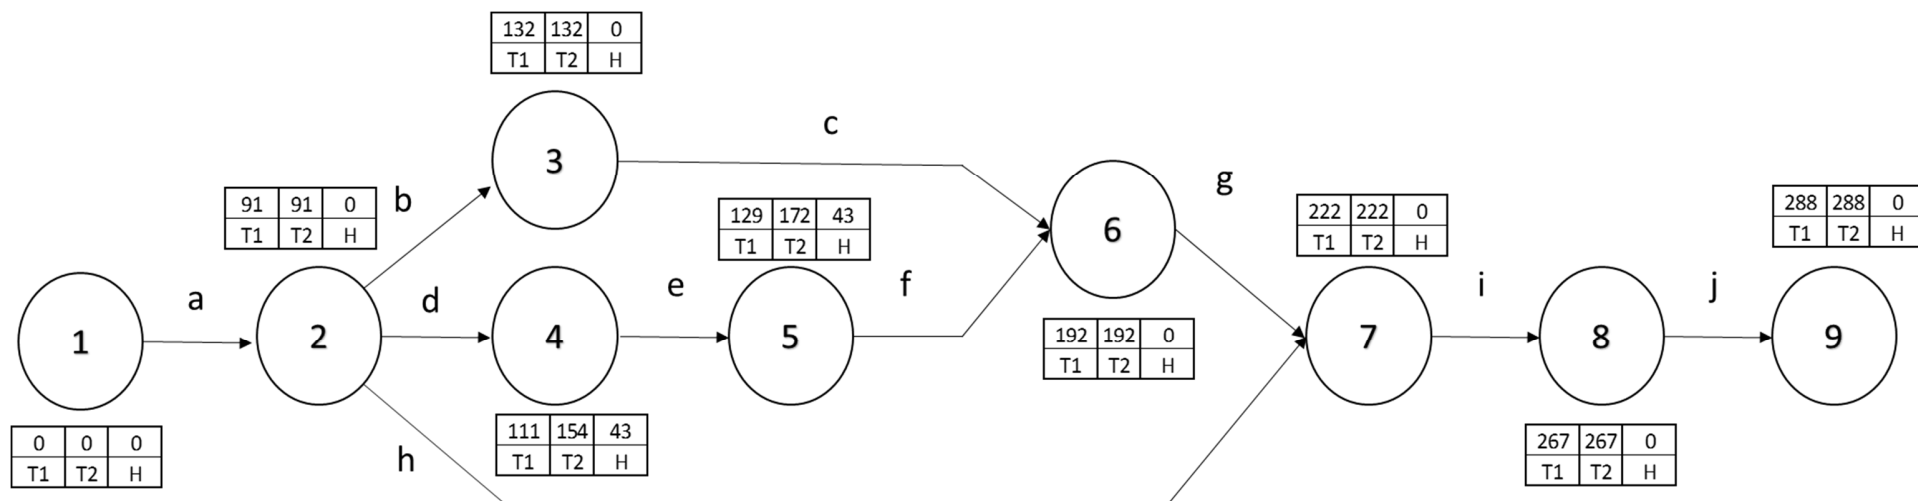 132 132 0
T1 T2 H
3
c
91 91 0
T1 T2 H
b
129 172 43
T1 T2 H
6
g
222 222 0
T1 T2 H
288 288 0
T1 T2 H
1
a
2
d
4
e
5
f
7
i
8
j
9
192 192 0
T1 T2 H
0 0 0
T1 T2 H
h
111 154 43
T1 T2 H
267 267 0
T1 T2 H